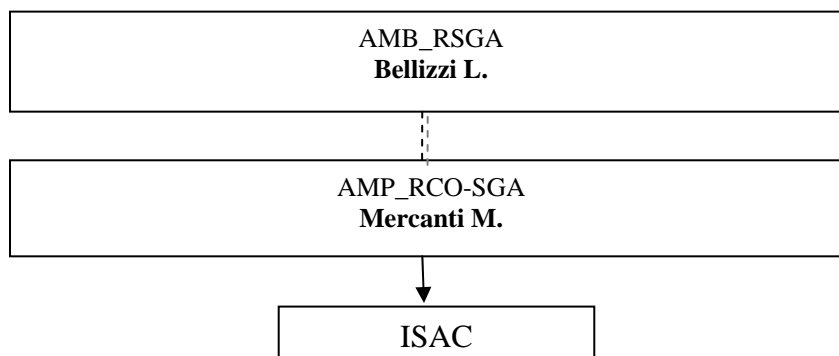 AMB_RSGA
Bellizzi L.
AMP_RCO-SGA
Mercanti M.
ISAC